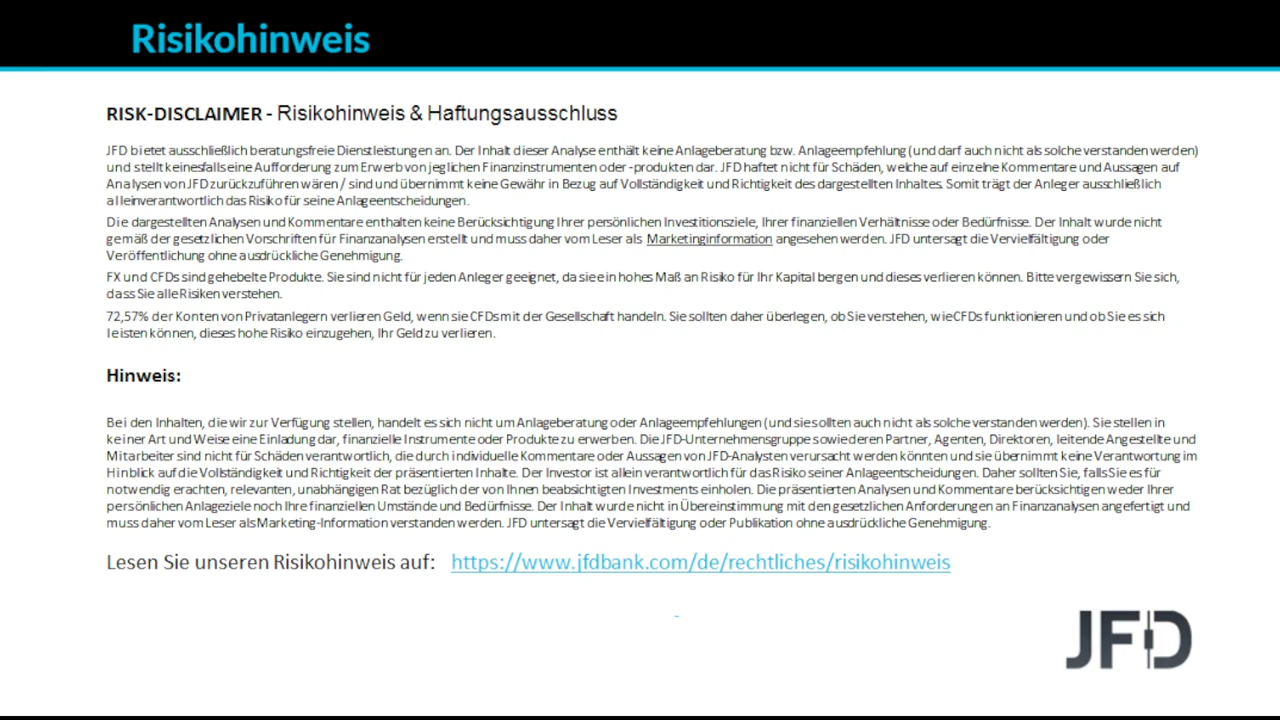 Risikohinweis
RISK-DISCLAIMER - Risikohinweis & Haftungsausschluss
JFD bietet ausschließlich beratungsfreie Dienstleistungen an. Der Inhalt dieser Analyse enthält keine Anlageberatung bzw. Anlageempfehlung (und darf auch nicht als solche verstanden werden)
und stellt keinesfalls eine Aufforderung zum Erwerb von jeglichen Finanzinstrumenten oder -produkten dar. JFD haftet nicht für Schäden, welche auf einzelne Kommentare und Aussagen auf
Analysen von JFD zurückzuführen wären / sind und übernimmt keine Gewähr in Bezug auf Vollständigkeit und Richtigkeit des dargestellten Inhaltes. Somit trägt der Anleger ausschließlich
alleinverantwortlich das Risiko für seine Anlageentscheidungen.
Die dargestellten Analysen und Kommentare enthalten keine Berücksichtigung Ihrer persönlichen Investitionsziele, Ihrer finanziellen Verhältnisse oder Bedürfnisse. Der Inhalt wurde nicht
gemäß der gesetzlichen Vorschriften für Finanzanalysen erstellt und muss daher vom Leser als Marketinginformation angesehen werden. JFD untersagt die Vervielfältigung oder
Veröffentlichung ohne ausdrückliche Genehmigung.
FX und CFDs sind gehebelte Produkte. Sie sind nicht für jeden Anleger geeignet, da sie ein hohes Maß an Risiko für Ihr Kapital bergen und dieses verlieren können. Bitte vergewissern Sie sich,
dass Sie alle Risiken verstehen.
72,57% der Konten von Privatanlegern verlieren Geld, wenn sie CFDs mit der Gesellschaft handeln. Sie sollten daher überlegen, ob Sie verstehen, wie CFDs funktionieren und ob Sie es sich
leisten können, dieses hohe Risiko einzugehen, Ihr Geld zu verlieren.
Hinweis:
Bei den Inhalten, die wir zur Verfügung stellen, handelt es sich nicht um Anlageberatung oder Anlageempfehlungen (und sie sollten auch nicht als solche verstanden werden). Sie stellen in
keiner Art und Weise eine Einladung dar, finanzielle Instrumente oder Produkte zu erwerben. Die JFD-Unternehmensgruppe sowie deren Partner, Agenten, Direktoren, leitende Angestellte und
Mitarbeiter sind nicht für Schäden verantwortlich, die durch individuelle Kommentare oder Aussagen von JFD-Analysten verursacht werden könnten und sie übernimmt keine Verantwortung im
Hinblick auf die Vollständigkeit und Richtigkeit der präsentierten Inhalte. Der Investor ist allein verantwortlich für das Risiko seiner Anlageentscheidungen. Daher sollten Sie, falls Sie es für
notwendig erachten, relevanten, unabhängigen Rat bezüglich der von Ihnen beabsichtigten Investments einholen. Die präsentierten Analysen und Kommentare berücksichtigen weder Ihrer
persönlichen Anlageziele noch Ihre finanziellen Umstände und Bedürfnisse. Der Inhalt wurde nicht in Übereinstimmung mit den gesetzlichen Anforderungen an Finanzanalysen angefertigt und
muss daher vom Leser als Marketing-Information verstanden werden. JFD untersagt die Vervielfältigung oder Publikation ohne ausdrückliche Genehmigung.
Lesen Sie unseren Risikohinweis auf: https://www.jfdbank.com/de/rechtliches/risikohinweis
JFD